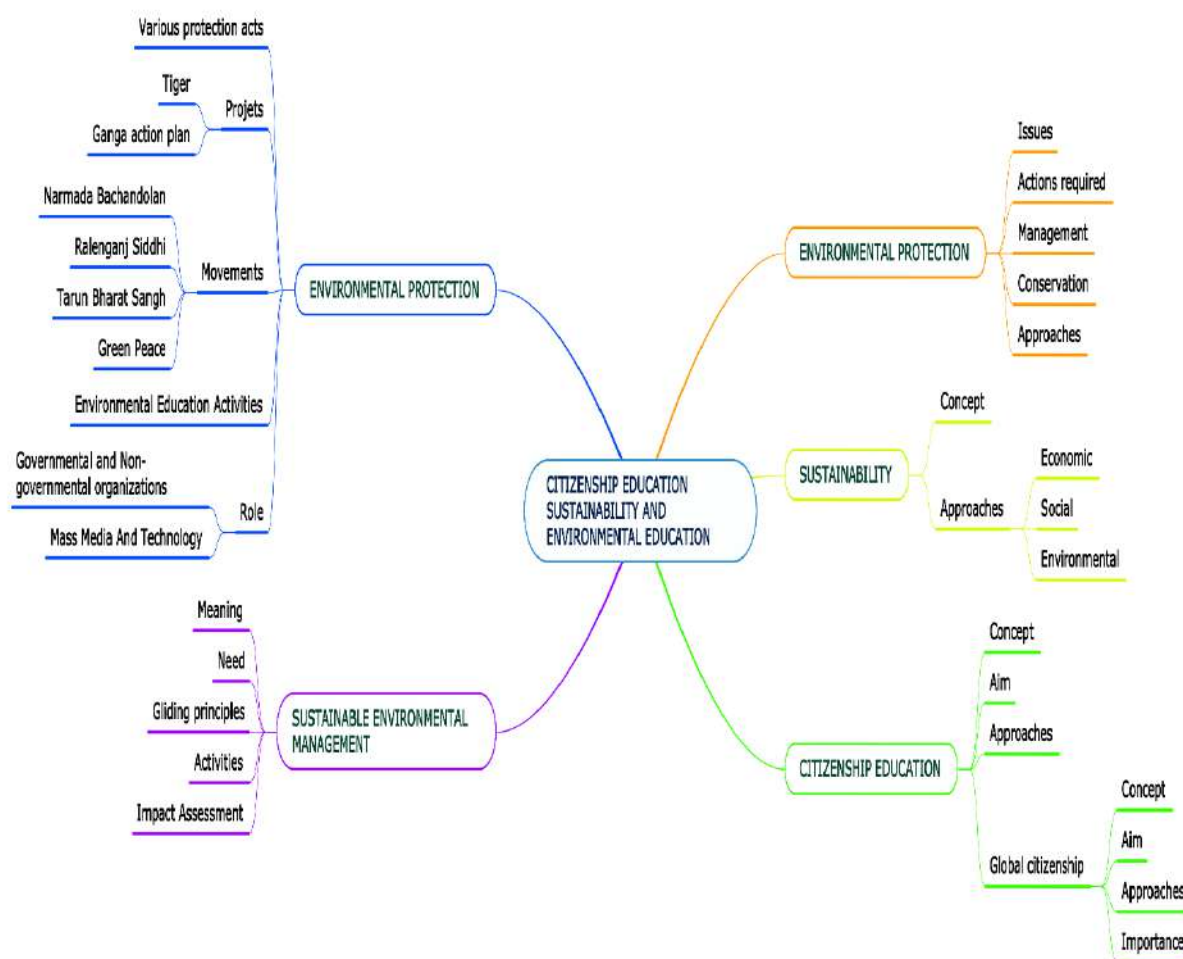 Various protection acts
Tiger
Projets
Ganga action plan
Narmada Bachandolan
Ralenganj Siddhi
Movements
Tarun Bharat Sangh
Green Peace
Environmental Education Activities
Governmental and Non-
governmental organizations
Role
Mass Media And Technology
ENVIRONMENTAL PROTECTION
Meaning
Need
Gliding principles
Activities
Impact Assessment
SUSTAINABLE ENVIRONMENTAL
MANAGEMENT
CITIZENSHIP EDUCATION
SUSTAINABILITY AND
ENVIRONMENTAL EDUCATION
ENVIRONMENTAL PROTECTION
Issues
Actions required
Management
Conservation
Approaches
SUSTAINABILITY
Concept
Approaches
Economic
Social
Environmental
CITIZENSHIP EDUCATION
Concept
Aim
Approaches
Global citizenship
Concept
Aim
Approaches
Importance